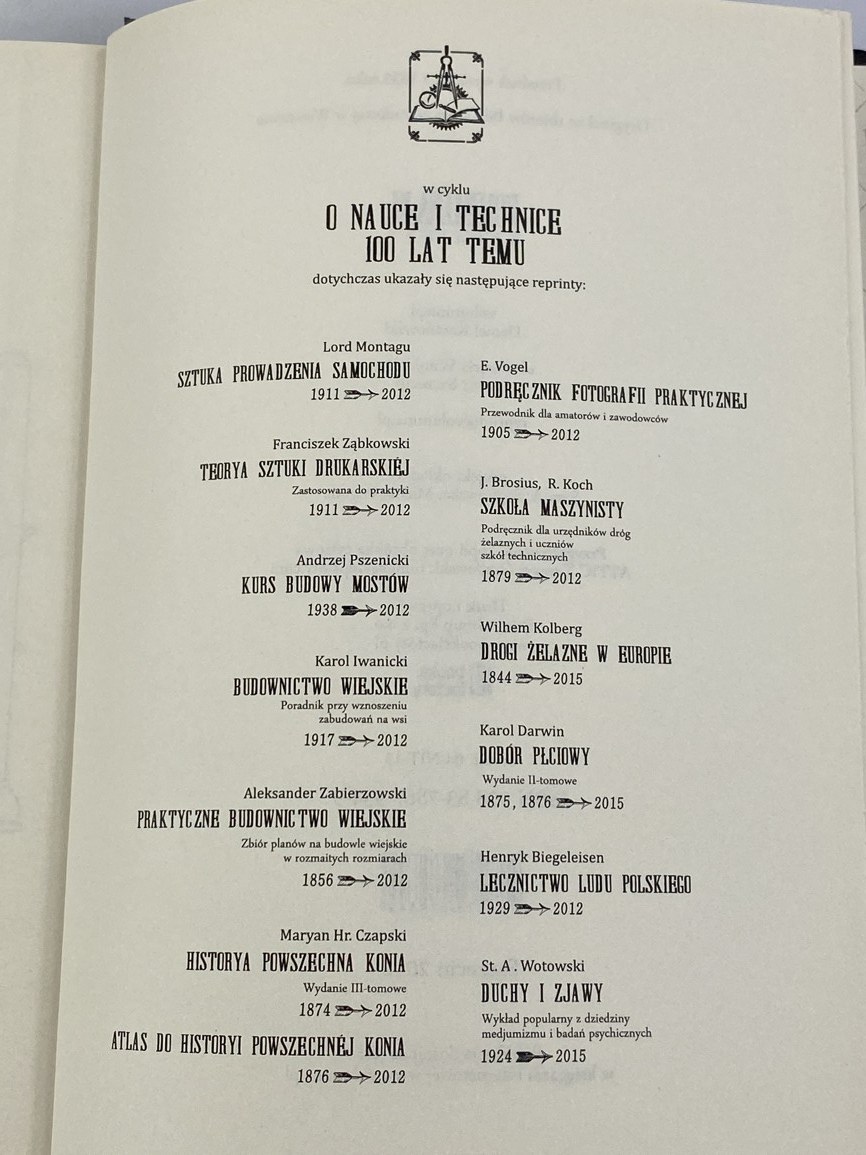 w cyklu
O NAUCE I TECHNICE
100 LAT TEMU
dotychczas ukazały się następujące reprinty:
Lord Montagu
SZTUKA PROWADZENIA SAMOCHODU
1911 2012
Franciszek Ząbkowski
TEORYA SZTUKI DRUKARSKIÉJ
Zastosowana do praktyki
1911 2012
Andrzej Pszenicki
KURS BUDOWY MOSTÓW
1938 2012
Karol Iwanicki
BUDOWNICTWO WIEJSKIE
Poradnik przy wznoszeniu
zabudowań na wsi
1917 2012
Aleksander Zabierzowski
PRAKTYCZNE BUDOWNICTWO WIEJSKIE
Zbiór planów na budowle wiejskie
w rozmaitych rozmiarach
1856 2012
Maryan Hr. Czapski
HISTORYA POWSZECHNA KONIA
Wydanie III-tomowe
1874 2012
ATLAS DO HISTORYI POWSZECHNÉJ KONIA
1876 2012
E. Vogel
PODRĘCZNIK FOTOGRAFII PRAKTYCZNEJ
Przewodnik dla amatorów i zawodowców
1905 2012
J. Brosius, R. Koch
SZKOŁA MASZYNISTY
Podręcznik dla urzędników dróg
żelaznych i uczniów
szkół technicznych
1879 2012
Wilhem Kolberg
DROGI ŻELAZNE W EUROPIE
1844 2015
Karol Darwin
DOBÓR PŁCIOWY
Wydanie II-tomowe
1875, 1876 2015
Henryk Biegeleisen
LECZNICTWO LUDU POLSKIEGO
1929 2012
St. A. Wotowski
DUCHY I ZJAWY
Wykład popularny z dziedziny
medjumizmu i badań psychicznych
1924 2015